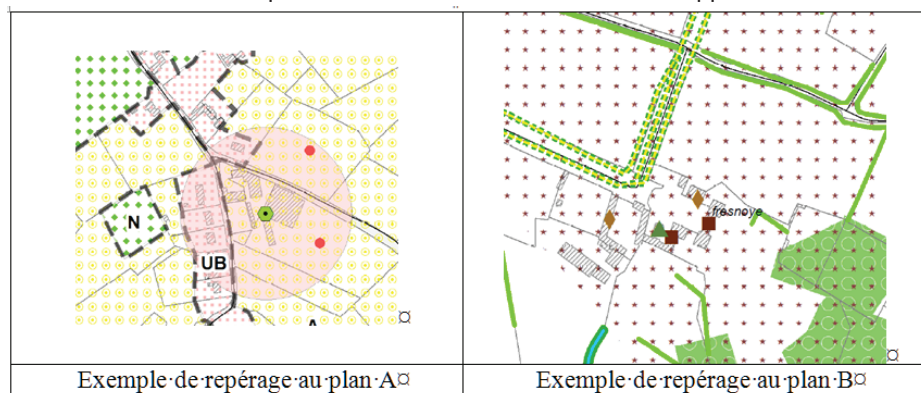 N
UB
fresnoye
Exemple de repérage au plan A¤
Exemple de repérage au plan B¤